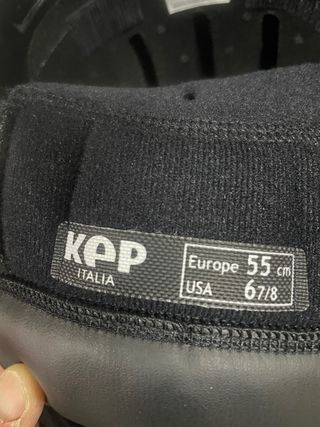 KeP
ITALIA
Europe 55 cm
USA 6 7/8